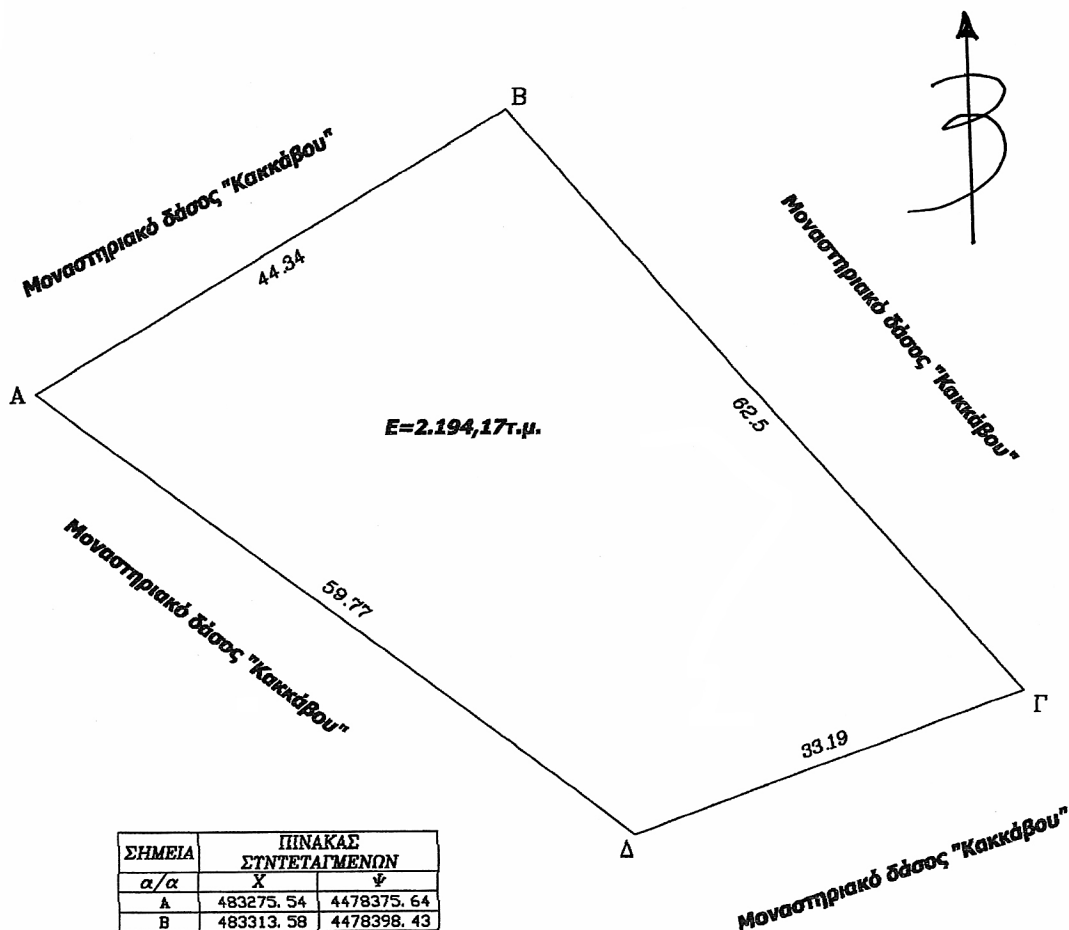 Β
Β
Μοναστηριακό δάσος "Κακκάβου"
44.34
Μοναστηριακό δάσος "Κακκάβου"
Α
62.5
Ε=2.194,17τ.μ.
Μοναστηριακό δάσος "Κακκάβου"
59.77
Γ
33.19
Δ
Μοναστηριακό δάσος "Κακκάβου"
ΣΗΜΕΙΑ ΠΙΝΑΚΑΣ
ΣΥΝΤΕΤΑΓΜΕΝΩΝ
α/α Χ Ψ
Α 483275.54 4478375.64
Β 483313.58 4478398.43